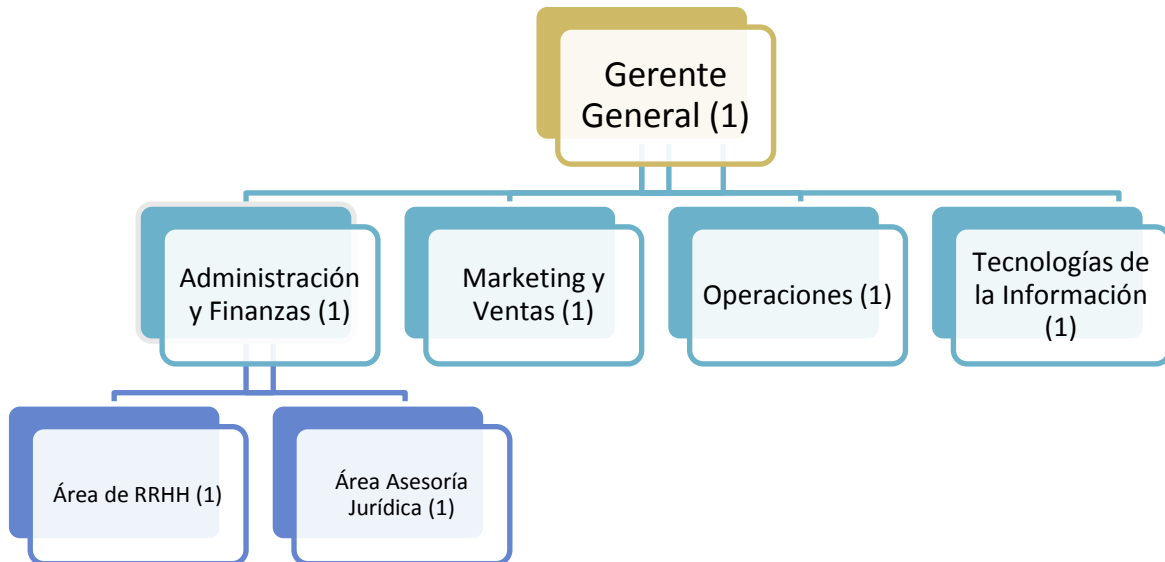 Gerente
General (1)
Administración
y Finanzas (1)
Marketing y
Ventas (1)
Operaciones (1)
Tecnologías de
la Información
(1)
Área de RRHH (1)
Área Asesoría
Jurídica (1)